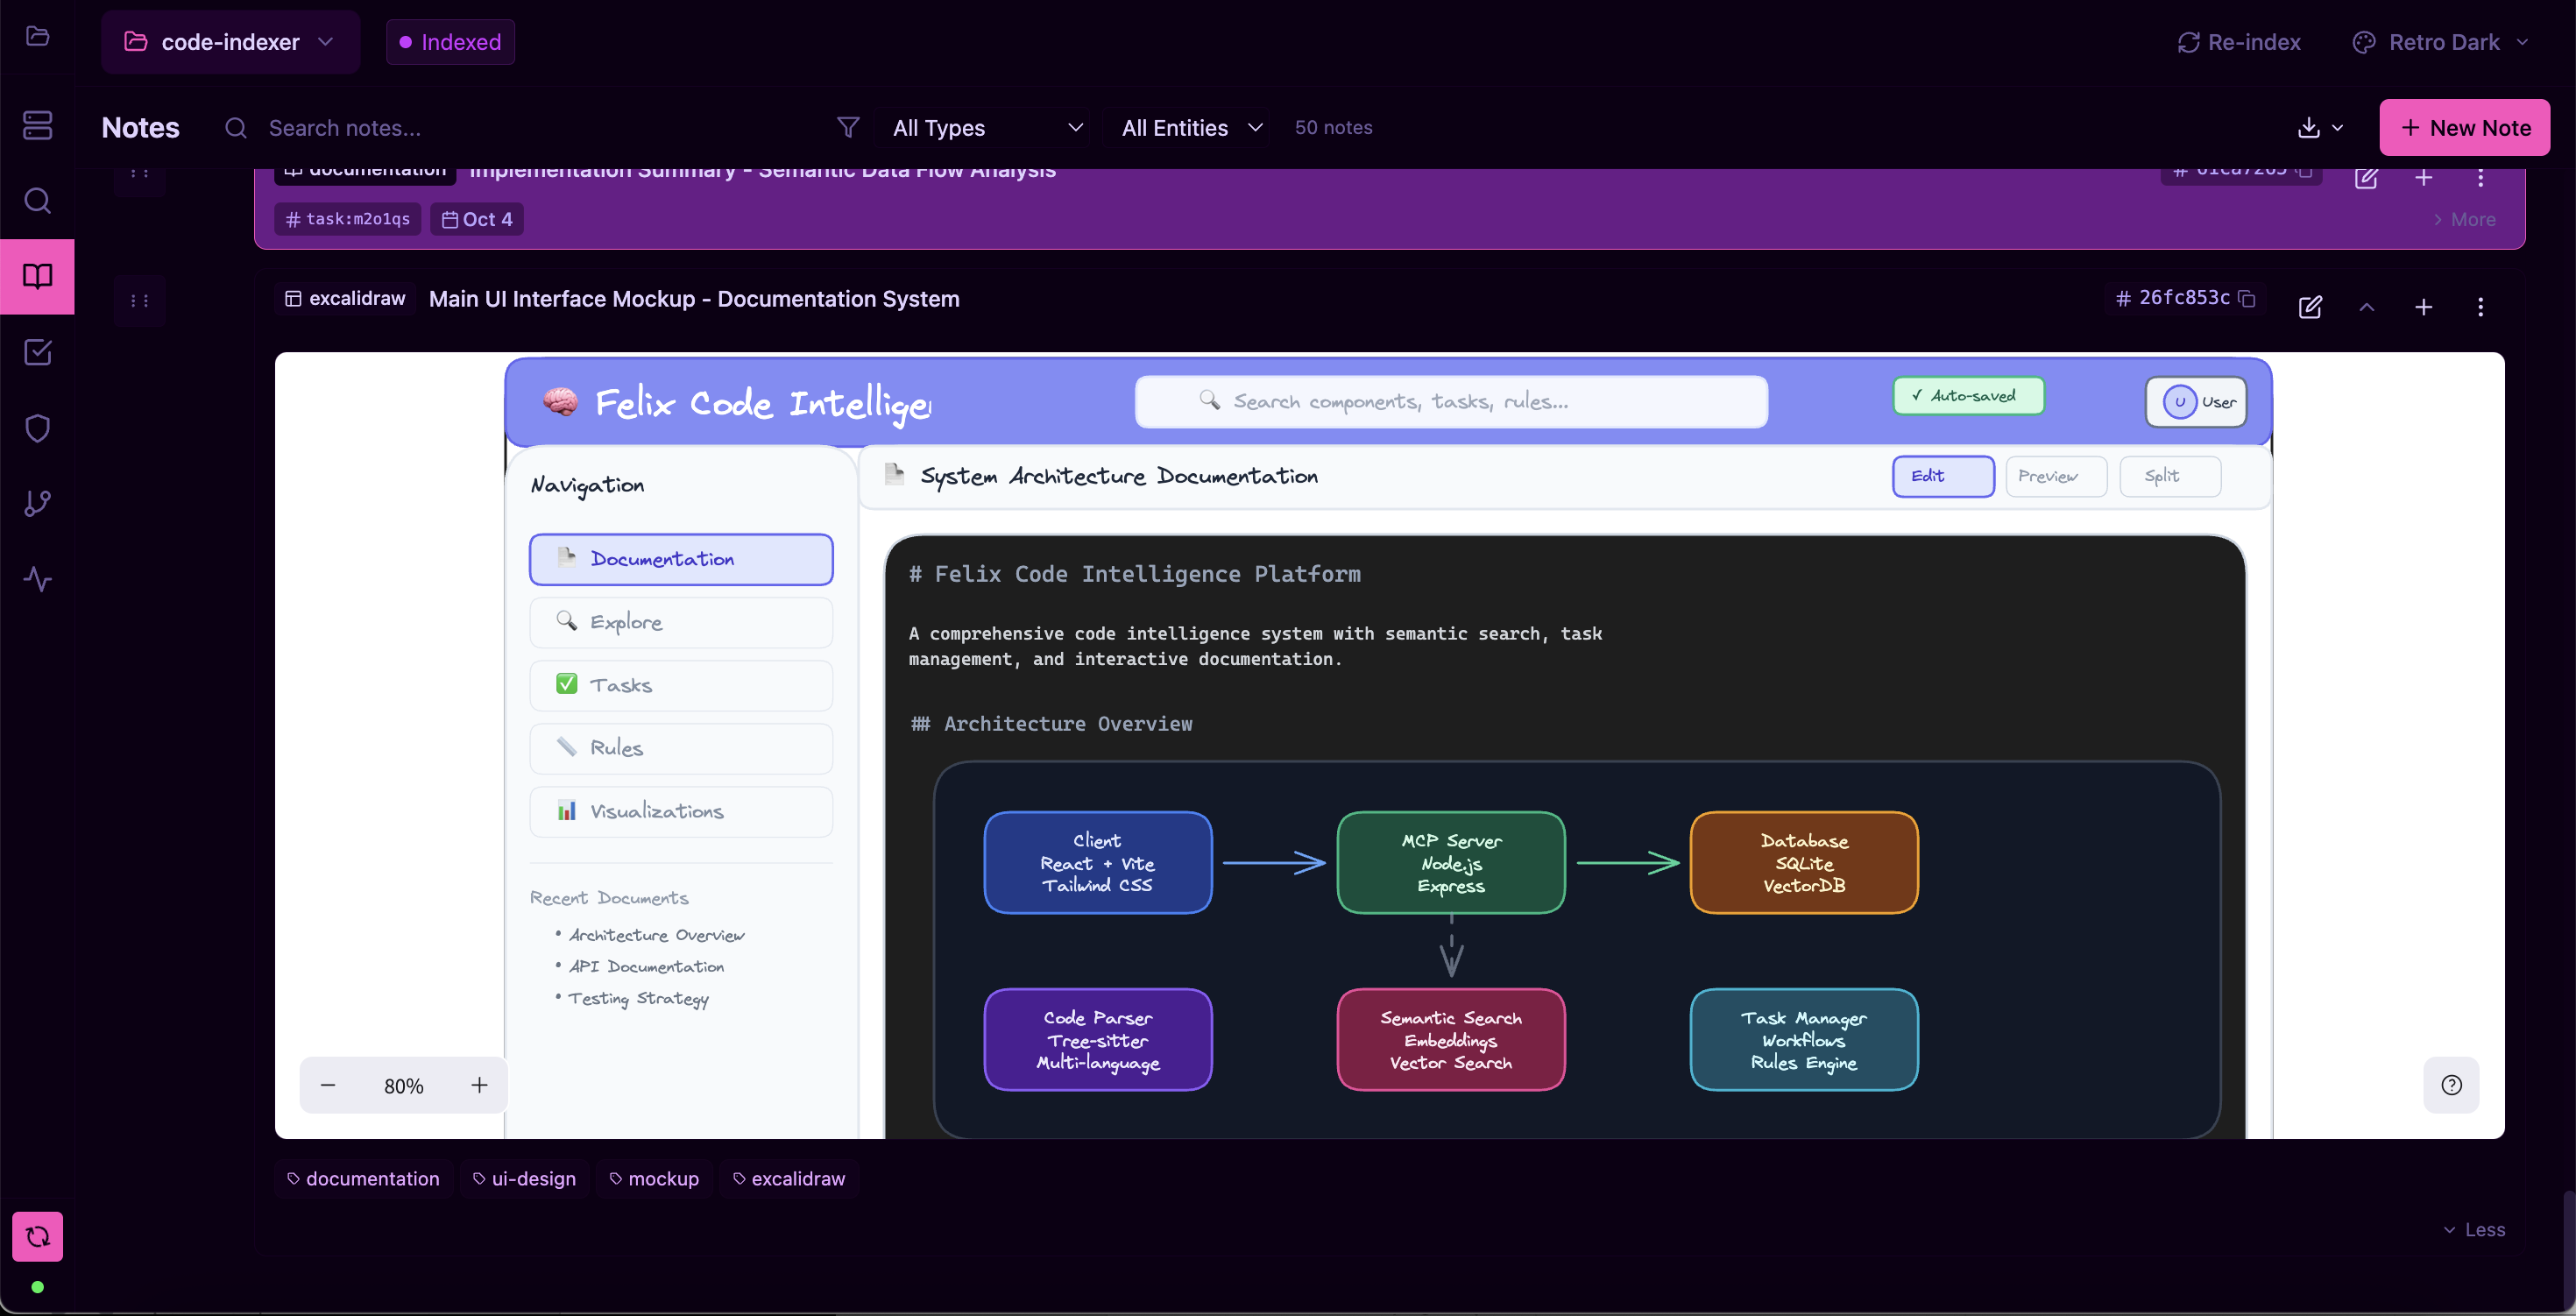 code-indexer
Indexed
Re-index
Retro Dark
Notes
Search notes...
All Types
All Entities
50 notes
New Note
documentation
Implementation Summary - Semantic Data Flow Analysis
# 61ca7265
# task:m2o1qs
Oct 4
More
excalidraw
Main UI Interface Mockup - Documentation System
# 26fc853c
Felix Code Intellige
Search components, tasks, rules...
✓ Auto-saved
U
User
Navigation
System Architecture Documentation
Edit
Preview
Split
Documentation
Explore
Tasks
Rules
Visualizations
Recent Documents
• Architecture Overview
• API Documentation
• Testing Strategy
# Felix Code Intelligence Platform
A comprehensive code intelligence system with semantic search, task
management, and interactive documentation.
## Architecture Overview
Client
React + Vite
Tailwind CSS
MCP Server
Node.js
Express
Database
SQLite
VectorDB
Code Parser
Tree-sitter
Multi-language
Semantic Search
Embeddings
Vector Search
Task Manager
Workflows
Rules Engine
− 80% +
documentation
ui-design
mockup
excalidraw
Less